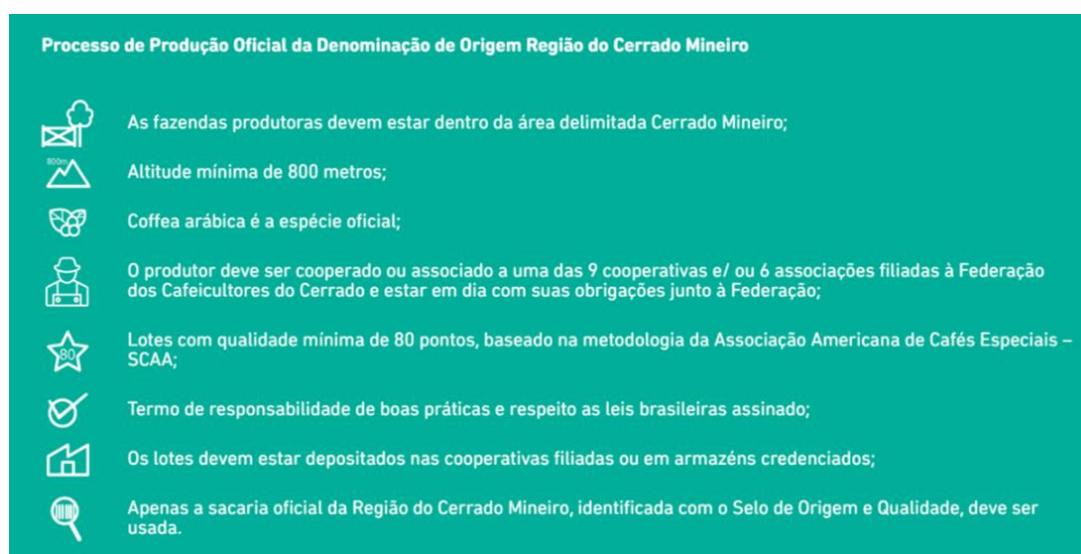 Processo de Produção Oficial da Denominação de Origem Região do Cerrado Mineiro
As fazendas produtoras devem estar dentro da área delimitada Cerrado Mineiro;
800m
Altitude mínima de 800 metros;
Coffea arábica é a espécie oficial;
O produtor deve ser cooperado ou associado a uma das 9 cooperativas e/ ou 6 associações filiadas à Federação
dos Cafeicultores do Cerrado e estar em dia com suas obrigações junto à Federação;
80
Lotes com qualidade mínima de 80 pontos, baseado na metodologia da Associação Americana de Cafés Especiais –
SCAA;
Termo de responsabilidade de boas práticas e respeito as leis brasileiras assinado;
Os lotes devem estar depositados nas cooperativas filiadas ou em armazéns credenciados;
Apenas a sacaria oficial da Região do Cerrado Mineiro, identificada com o Selo de Origem e Qualidade, deve ser
usada.